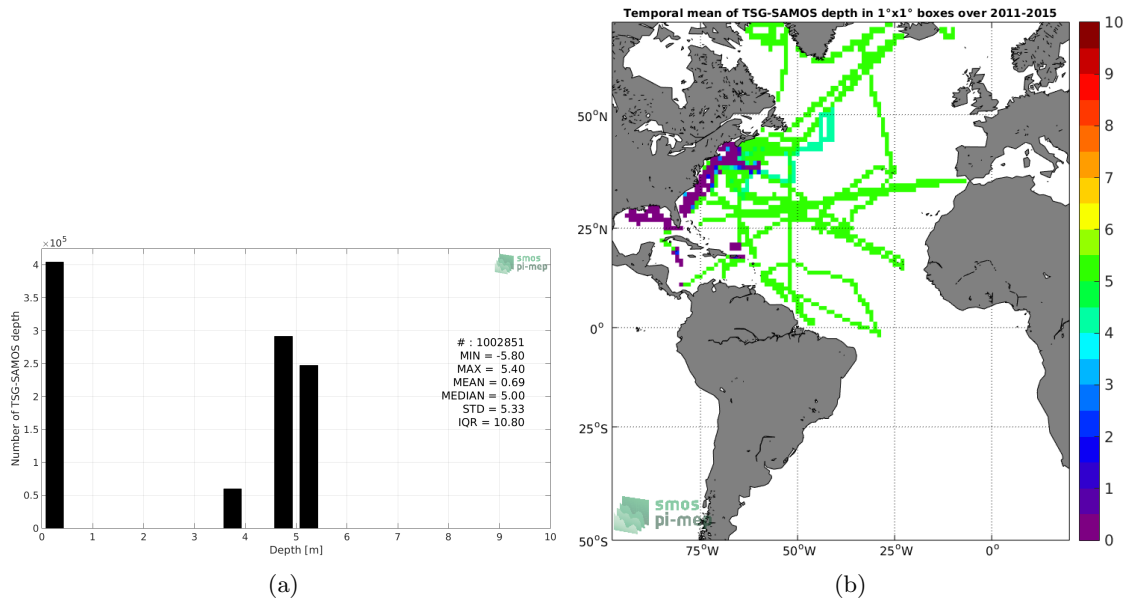 ×10⁵
4
3.5
3
2.5
2
1.5
1
0.5
0
Number of TSG-SAMOS depth
smos
pi-mep
# : 1002851
MIN = -5.80
MAX = 5.40
MEAN = 0.69
MEDIAN = 5.00
STD = 5.33
IQR = 10.80
0 1 2 3 4 5 6 7 8 9 10
Depth [m]
(a)
Temporal mean of TSG-SAMOS depth in 1°x1° boxes over 2011-2015
50°N
25°N
0°
25°S
50°S
75°W 50°W 25°W 0°
smos
pi-mep
10
9
8
7
6
5
4
3
2
1
0
(b)